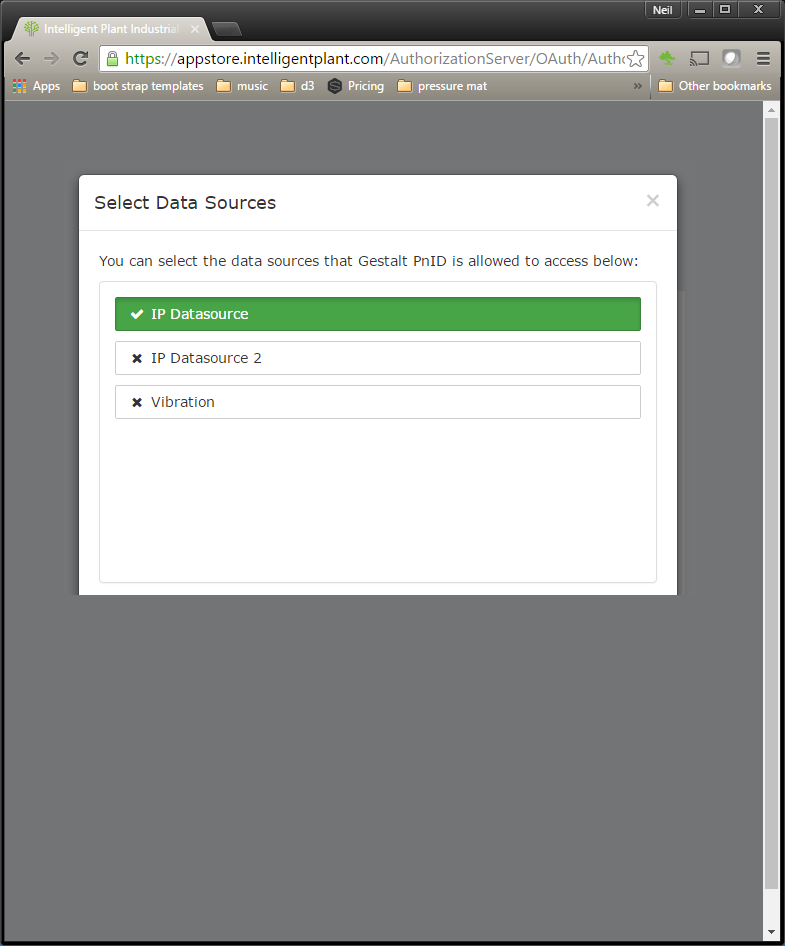 Neil
Intelligent Plant Industrial
https://appstore.intelligentplant.com/AuthorizationServer/OAuth/Autho
Apps boot strap templates music d3 Pricing pressure mat » Other bookmarks
Select Data Sources
You can select the data sources that Gestalt PnID is allowed to access below:
IP Datasource
IP Datasource 2
Vibration